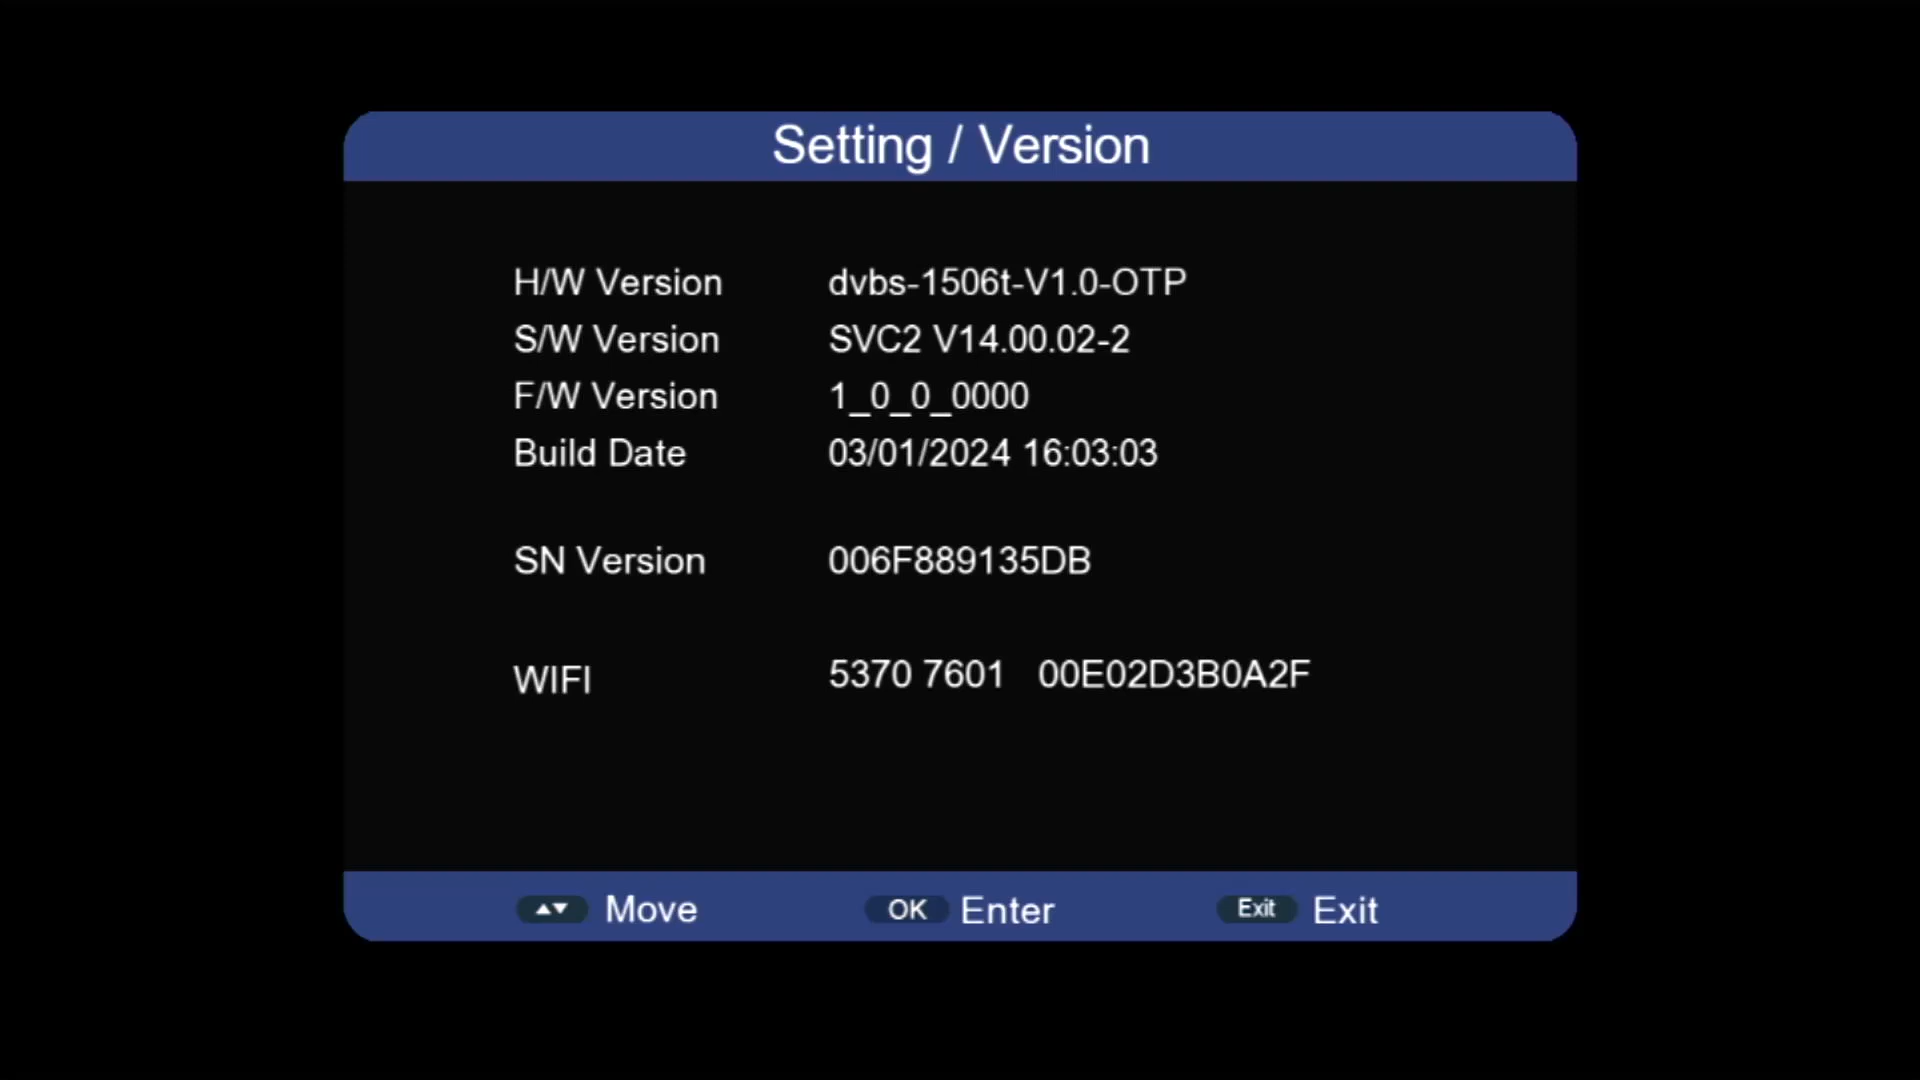 Setting / Version
H/W Version dvbs-1506t-V1.0-OTP
S/W Version SVC2 V14.00.02-2
F/W Version 1_0_0_0000
Build Date 03/01/2024 16:03:03
SN Version 006F889135DB
WIFI 5370 7601 00E02D3B0A2F
▲▼ Move OK Enter Exit Exit